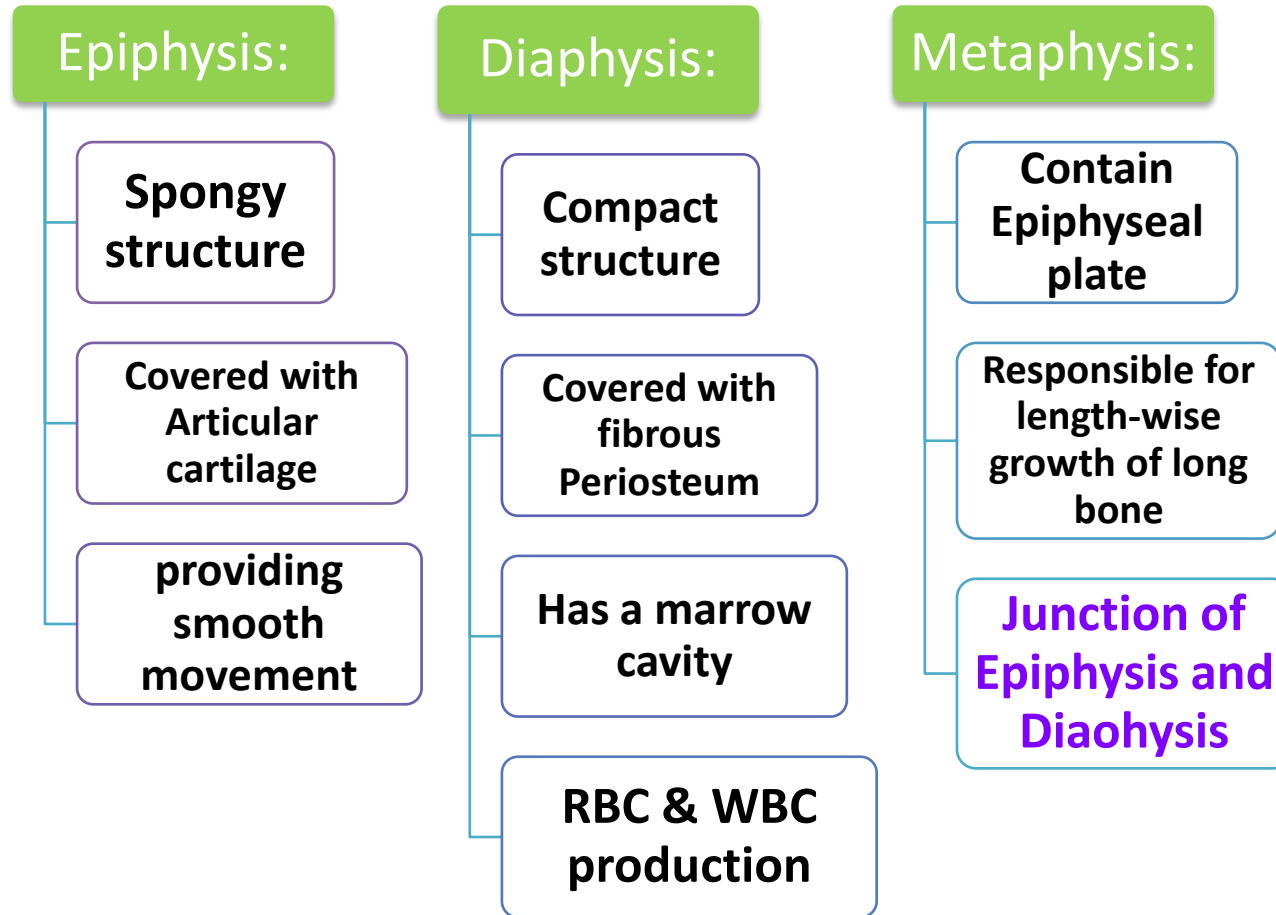 Epiphysis:
Spongy
structure
Covered with
Articular
cartilage
providing
smooth
movement
Diaphysis:
Compact
structure
Covered with
fibrous
Periosteum
Has a marrow
cavity
RBC & WBC
production
Metaphysis:
Contain
Epiphyseal
plate
Responsible for
length-wise
growth of long
bone
Junction of
Epiphysis and
Diaohysis